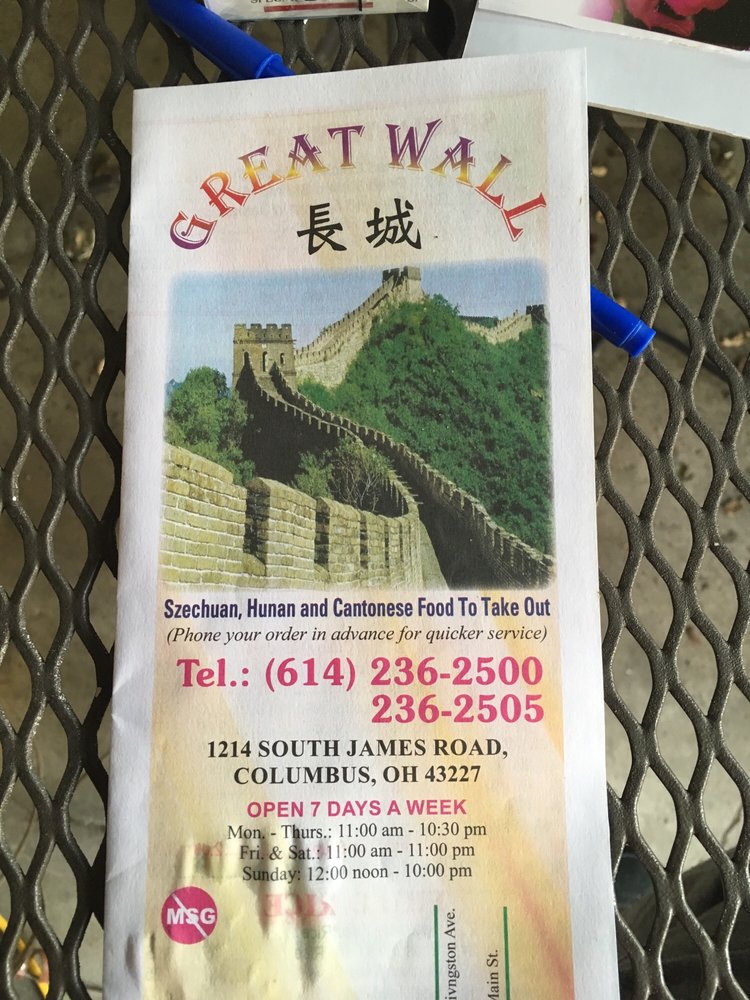 GREAT WALL
長城
Szechuan, Hunan and Cantonese Food To Take Out
(Phone your order in advance for quicker service)
Tel.: (614) 236-2500
236-2505
1214 SOUTH JAMES ROAD,
COLUMBUS, OH 43227
OPEN 7 DAYS A WEEK
Mon. - Thurs.: 11:00 am - 10:30 pm
Fri. & Sat.: 11:00 am - 11:00 pm
Sunday: 12:00 noon - 10:00 pm
MSG
ivngston Ave.
Main St.